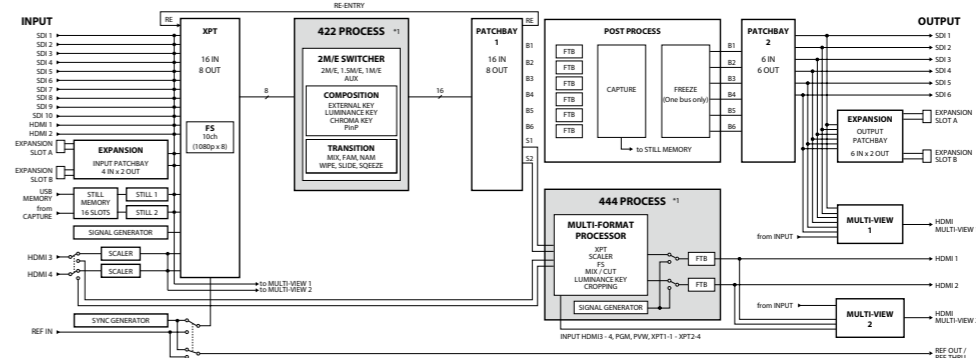 RE-ENTRY
INPUT
RE
XPT
16 IN
8 OUT
FS
10ch
(1080p x 8)
SDI 1
SDI 2
SDI 3
SDI 4
SDI 5
SDI 6
SDI 7
SDI 8
SDI 9
SDI 10
HDMI 1
HDMI 2
EXPANSION
SLOT A
EXPANSION
SLOT B
EXPANSION
INPUT PATCHBAY
4 IN x 2 OUT
USB
MEMORY
from
CAPTURE
STILL
MEMORY
16 SLOTS
STILL 1
STILL 2
SIGNAL GENERATOR
HDMI 3
HDMI 4
SCALER
SCALER
to MULTI-VIEW 1
to MULTI-VIEW 2
SYNC GENERATOR
REF IN
8
422 PROCESS *1
2M/E SWITCHER
2M/E, 1.5M/E, 1M/E
AUX
COMPOSITION
EXTERNAL KEY
LUMINANCE KEY
CHROMA KEY
PinP
TRANSITION
MIX, FAM, NAM
WIPE, SLIDE, SQEEZE
16
PATCHBAY
1
16 IN
8 OUT
RE
B1
B2
B3
B4
B5
B6
S1
S2
POST PROCESS
FTB
FTB
FTB
FTB
FTB
FTB
CAPTURE
to STILL MEMORY
FREEZE
(One bus only)
B1
B2
B3
B4
B5
B6
PATCHBAY
2
6 IN
6 OUT
444 PROCESS *1
MULTI-FORMAT
PROCESSOR
XPT
SCALER
FS
MIX / CUT
LUMINANCE KEY
CROPPING
SIGNAL GENERATOR
FTB
FTB
INPUT HDMI3 - 4, PGM, PVW, XPT1-1 - XPT2-4
OUTPUT
SDI 1
SDI 2
SDI 3
SDI 4
SDI 5
SDI 6
EXPANSION
OUTPUT
PATCHBAY
6 IN x 2 OUT
EXPANSION
SLOT A
EXPANSION
SLOT B
from INPUT
MULTI-VIEW
1
HDMI
MULTI-VIEW
HDMI 1
HDMI 2
from INPUT
MULTI-VIEW
2
HDMI
MULTI-VIEW
REF OUT /
REF THRU